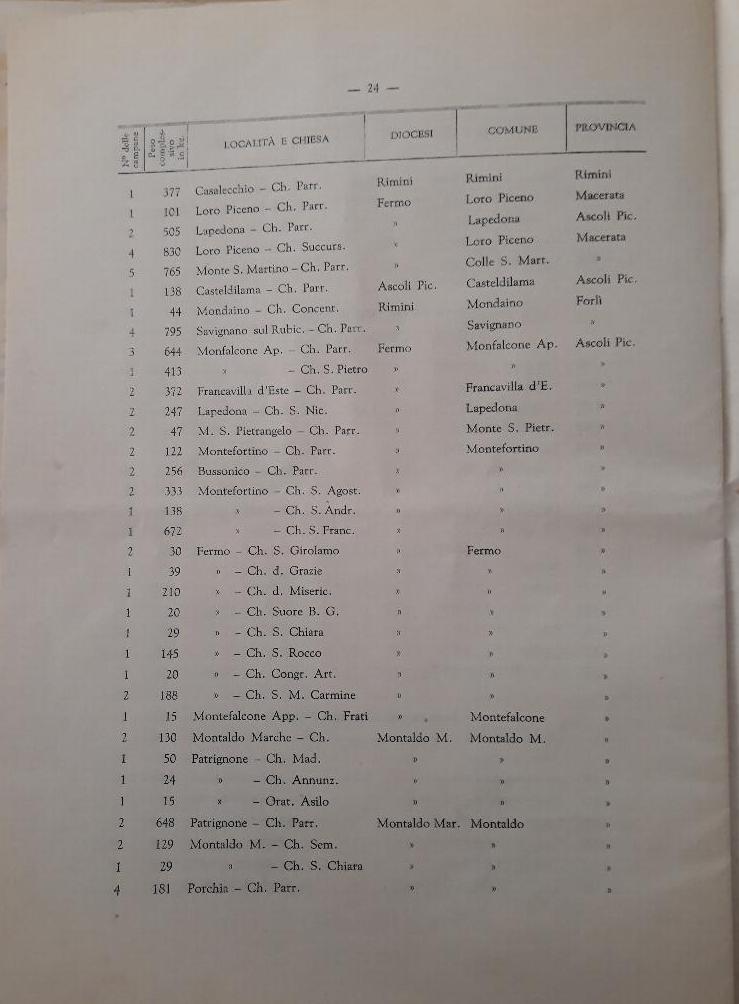 — 24 —
Nº delle campane | Peso complessivo in kg. | LOCALITÀ E CHIESA | DIOCESI | COMUNE | PROVINCIA
1 377 Casalecchio – Ch. Parr. Rimini Rimini Rimini
1 101 Loro Piceno – Ch. Parr. Fermo Loro Piceno Macerata
2 505 Lapedona – Ch. Parr. » Lapedona Ascoli Pic.
4 830 Loro Piceno – Ch. Succurs. » Loro Piceno Macerata
5 765 Monte S. Martino – Ch. Parr. » Colle S. Mart. »
1 138 Casteldilama – Ch. Parr. Ascoli Pic. Casteldilama Ascoli Pic.
1 44 Mondaino – Ch. Concent. Rimini Mondaino Forlì
4 795 Savignano sul Rubic. – Ch. Parr. » Savignano »
3 644 Monfalcone Ap. – Ch. Parr. Fermo Monfalcone Ap. Ascoli Pic.
1 413 » – Ch. S. Pietro » » »
2 372 Francavilla d'Este – Ch. Parr. » Francavilla d'E. »
2 247 Lapedona – Ch. S. Nic. » Lapedona »
2 47 M. S. Pietrangelo – Ch. Parr. » Monte S. Pietr. »
2 122 Montefortino – Ch. Parr. » Montefortino »
2 256 Bussonico – Ch. Parr. » » »
2 333 Montefortino – Ch. S. Agost. » » »
1 138 » – Ch. S. Andr. » » »
1 672 » – Ch. S. Franc. » » »
2 30 Fermo – Ch. S. Girolamo » Fermo »
1 39 » – Ch. d. Grazie » » »
1 210 » – Ch. d. Miseric. » » »
1 20 » – Ch. Suore B. G. » » »
1 29 » – Ch. S. Chiara » » »
1 145 » – Ch. S. Rocco » » »
1 20 » – Ch. Congr. Art. » » »
2 188 » – Ch. S. M. Carmine » » »
1 15 Montefalcone App. – Ch. Frati » Montefalcone »
2 130 Montaldo Marche – Ch. Montaldo M. Montaldo M. »
1 50 Patrignone – Ch. Mad. » » »
1 24 » – Ch. Annunz. » » »
1 15 » – Orat. Asilo » » »
2 648 Patrignone – Ch. Parr. Montaldo Mar. Montaldo »
2 129 Montaldo M. – Ch. Sem. » » »
1 29 » – Ch. S. Chiara » » »
4 181 Porchia – Ch. Parr. » » »